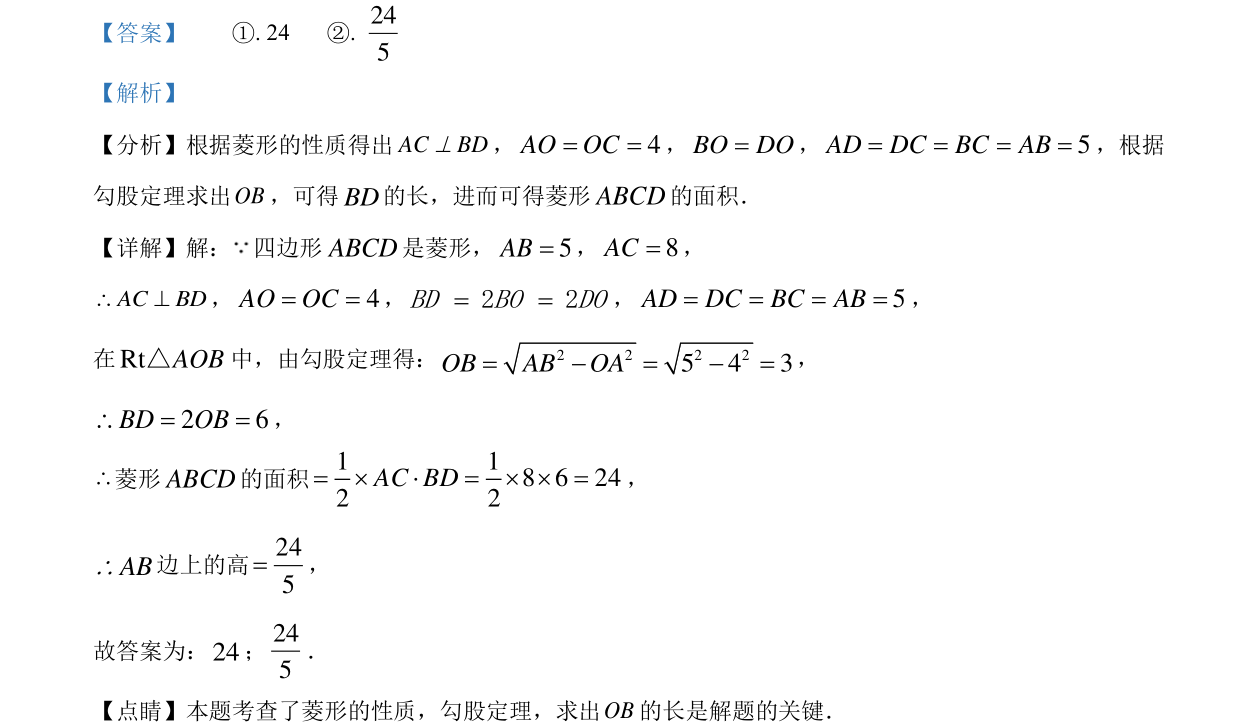 【答案】 ①. 24 ②. 24/5
【解析】
【分析】根据菱形的性质得出 AC⊥BD，AO=OC=4，BO=DO，AD=DC=BC=AB=5，根据
勾股定理求出OB，可得BD的长，进而可得菱形ABCD的面积．
【详解】解：∵四边形ABCD是菱形，AB=5，AC=8，
∴AC⊥BD，AO=OC=4，BD = 2BO = 2DO，AD=DC=BC=AB=5，
在Rt△AOB中，由勾股定理得：OB=√(AB²−OA²)=√(5²−4²)=3，
∴BD=2OB=6，
∴菱形ABCD的面积=1/2×AC·BD=1/2×8×6=24，
∴AB边上的高=24/5，
故答案为：24；24/5．
【点睛】本题考查了菱形的性质，勾股定理，求出OB的长是解题的关键．